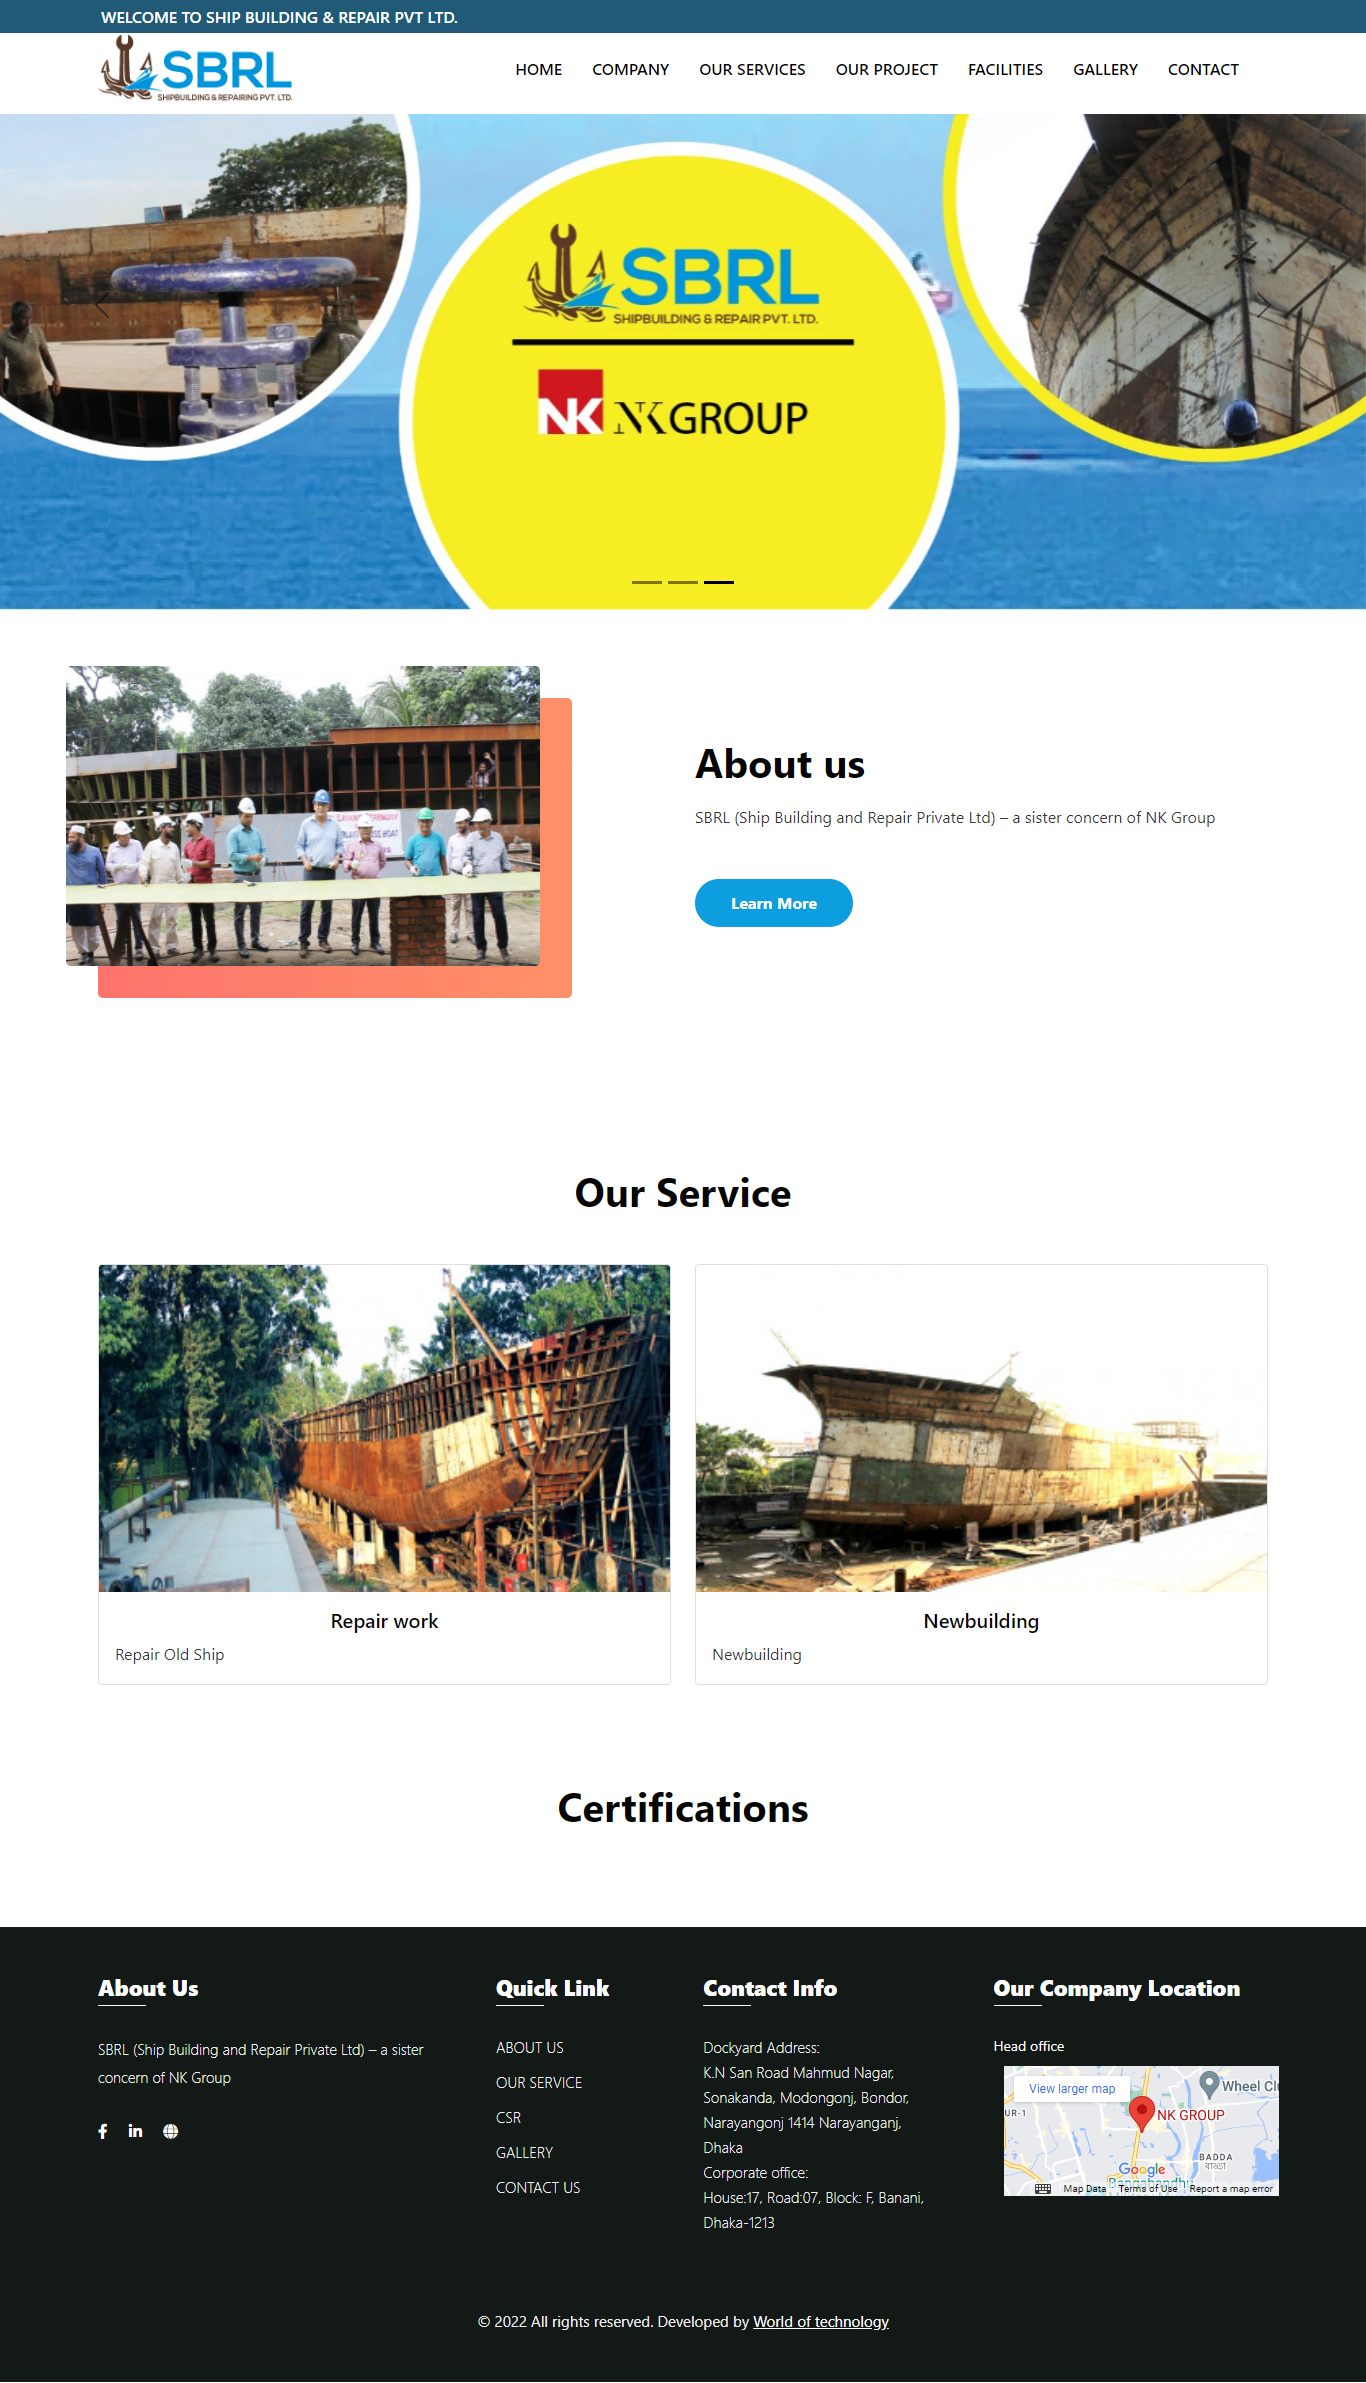 WELCOME TO SHIP BUILDING & REPAIR PVT LTD.
SBRL
SHIPBUILDING & REPAIRING PVT. LTD.
HOME COMPANY OUR SERVICES OUR PROJECT FACILITIES GALLERY CONTACT
SBRL
SHIPBUILDING & REPAIR PVT. LTD.
NK NK GROUP
About us
SBRL (Ship Building and Repair Private Ltd) – a sister concern of NK Group
Learn More
Our Service
Repair work
Repair Old Ship
Newbuilding
Newbuilding
Certifications
About Us
SBRL (Ship Building and Repair Private Ltd) – a sister
concern of NK Group
Quick Link
ABOUT US
OUR SERVICE
CSR
GALLERY
CONTACT US
Contact Info
Dockyard Address:
K.N San Road Mahmud Nagar,
Sonakanda, Modongonj, Bondor,
Narayangonj 1414 Narayanganj,
Dhaka
Corporate office:
House:17, Road:07, Block: F, Banani,
Dhaka-1213
Our Company Location
Head office
View larger map
Wheel Clu
UR-1
NK GROUP
BADDA
বাড্ডা
Google
Bangabandhu
Map Data Terms of Use Report a map error
© 2022 All rights reserved. Developed by World of technology